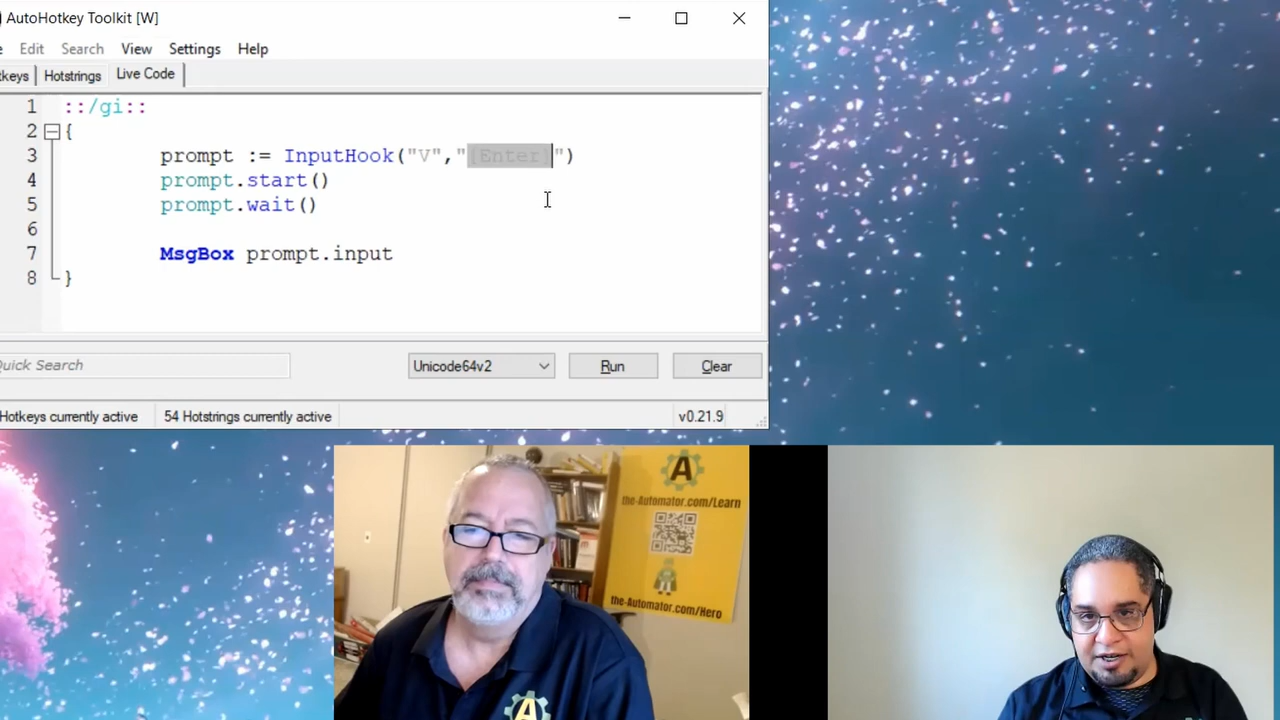 AutoHotkey Toolkit [W]
Edit Search View Settings Help
Hotstrings Live Code
1 ::/gi::
2 {
3 prompt := InputHook("V","{Enter}")
4 prompt.start()
5 prompt.wait()
6
7 MsgBox prompt.input
8 }
Quick Search Unicode64v2 Run Clear
Hotkeys currently active 54 Hotstrings currently active v0.21.9
A
the-Automator.com/Learn
the-Automator.com/Hero
A